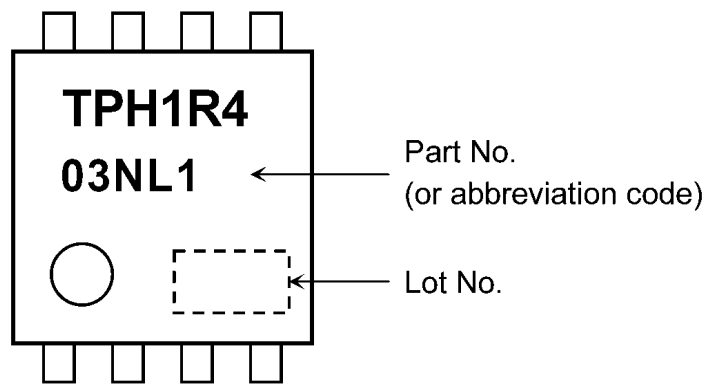 TPH1R4
03NL1
Part No.
(or abbreviation code)
Lot No.